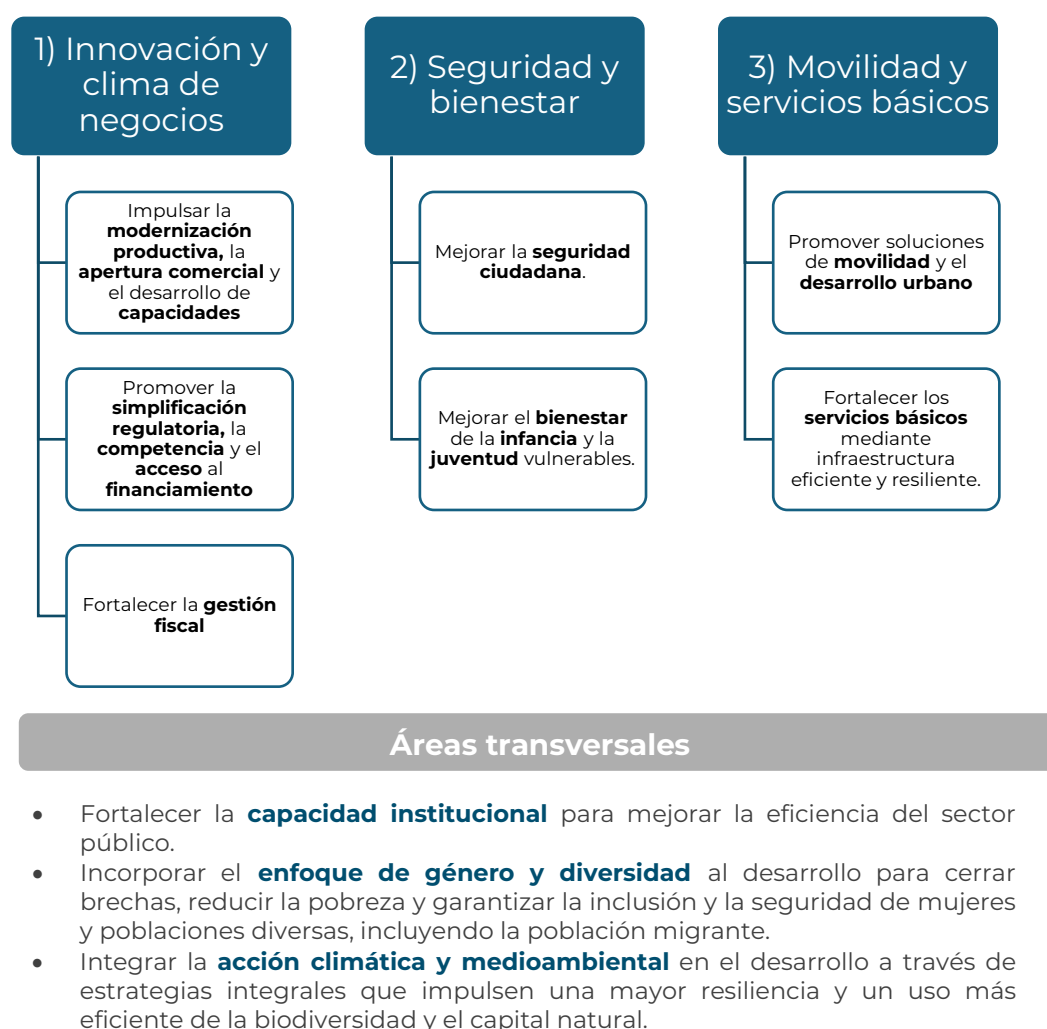 1) Innovación y
clima de
negocios
Impulsar la
modernización
productiva, la
apertura comercial y
el desarrollo de
capacidades
Promover la
simplificación
regulatoria, la
competencia y el
acceso al
financiamiento
Fortalecer la gestión
fiscal
2) Seguridad y
bienestar
Mejorar la seguridad
ciudadana.
Mejorar el bienestar
de la infancia y la
juventud vulnerables.
3) Movilidad y
servicios básicos
Promover soluciones
de movilidad y el
desarrollo urbano
Fortalecer los
servicios básicos
mediante
infraestructura
eficiente y resiliente.
Áreas transversales
• Fortalecer la capacidad institucional para mejorar la eficiencia del sector
público.
• Incorporar el enfoque de género y diversidad al desarrollo para cerrar
brechas, reducir la pobreza y garantizar la inclusión y la seguridad de mujeres
y poblaciones diversas, incluyendo la población migrante.
• Integrar la acción climática y medioambiental en el desarrollo a través de
estrategias integrales que impulsen una mayor resiliencia y un uso más
eficiente de la biodiversidad y el capital natural.